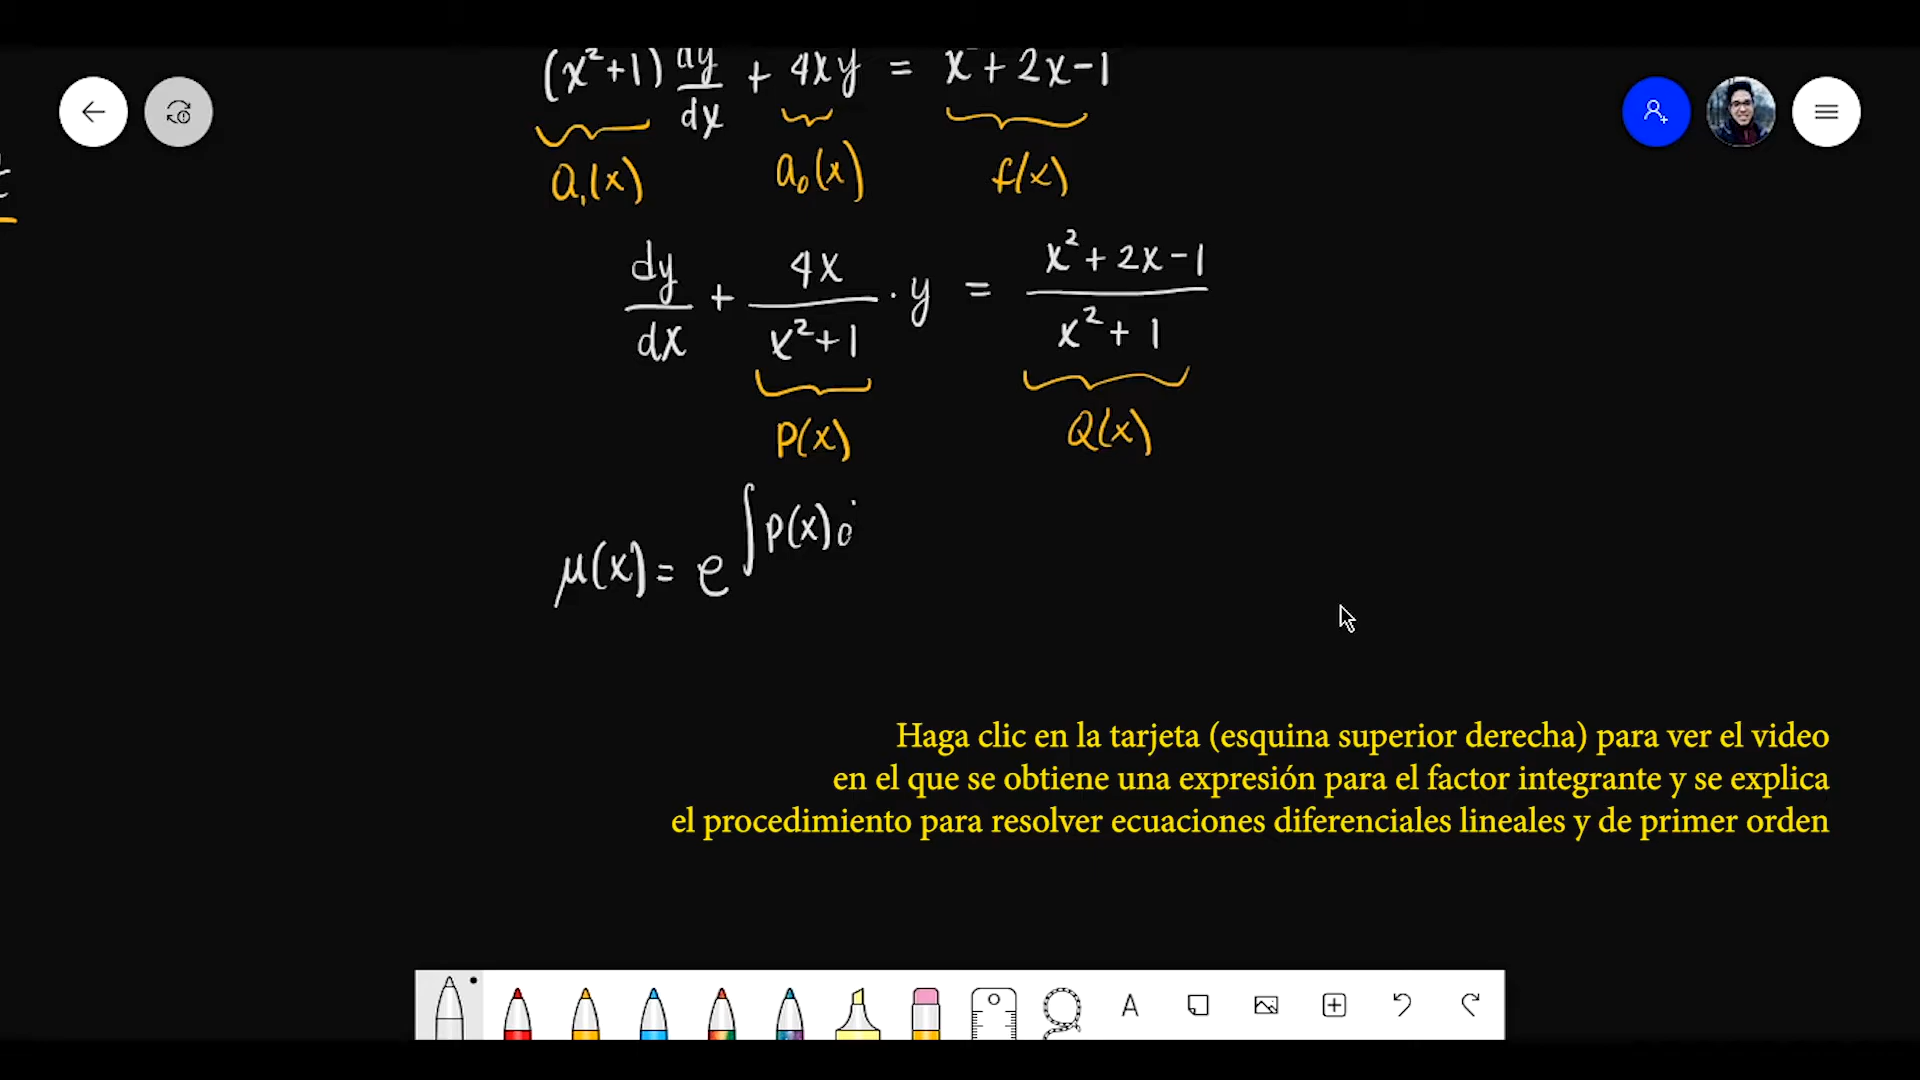 (x²+1) dy/dx + 4xy = x + 2x-1
a₁(x) a₀(x) f(x)
dy/dx + 4x/(x²+1) · y = (x²+2x-1)/(x²+1)
P(x) Q(x)
μ(x) = e^∫P(x)
Haga clic en la tarjeta (esquina superior derecha) para ver el video
en el que se obtiene una expresión para el factor integrante y se explica
el procedimiento para resolver ecuaciones diferenciales lineales y de primer orden
A